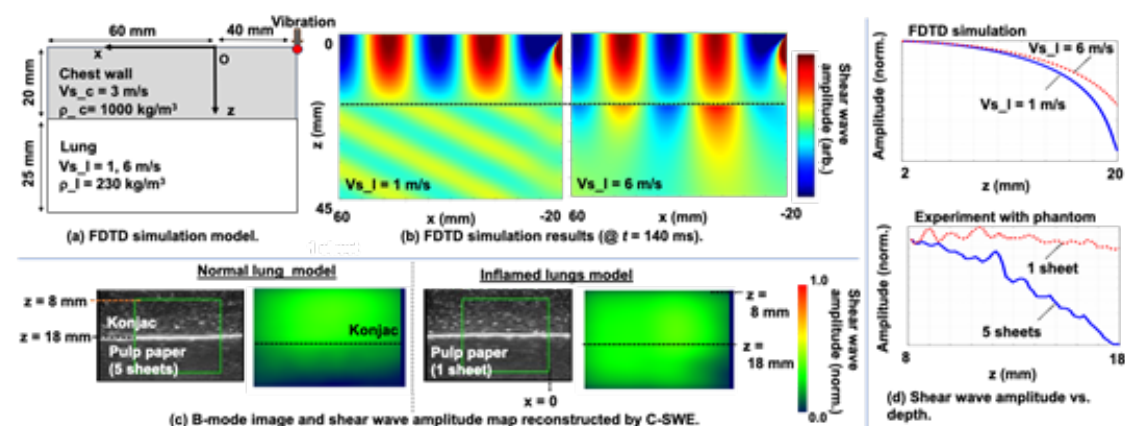 60 mm
40 mm
Vibration
x
O
z
20 mm
Chest wall
Vs_c = 3 m/s
ρ_c= 1000 kg/m³
25 mm
Lung
Vs_l = 1, 6 m/s
ρ_l = 230 kg/m³
(a) FDTD simulation model.
0
z (mm)
45
Vs_l = 1 m/s
Vs_l = 6 m/s
60
x (mm)
-20
60
x (mm)
-20
Shear wave
amplitude (arb.)
(b) FDTD simulation results (@ t = 140 ms).
Normal lung model
Inflamed lungs model
z = 8 mm
z = 18 mm
Konjac
Pulp paper
(5 sheets)
Konjac
Pulp paper
(1 sheet)
x = 0
z =
8 mm
z =
18 mm
1.0
0.0
Shear wave
amplitude (norm.)
(c) B-mode image and shear wave amplitude map reconstructed by C-SWE.
FDTD simulation
Amplitude (norm.)
Vs_l = 6 m/s
Vs_l = 1 m/s
2
20
z (mm)
Experiment with phantom
Amplitude (norm.)
1 sheet
5 sheets
8
18
z (mm)
(d) Shear wave amplitude vs.
depth.